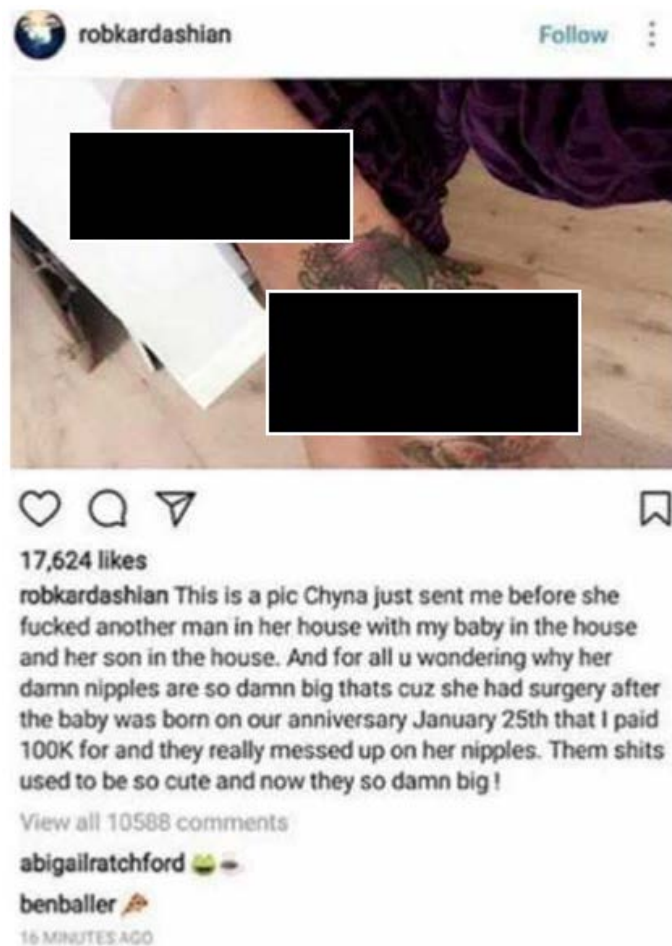 robkardashian
Follow
17,624 likes
robkardashian This is a pic Chyna just sent me before she
fucked another man in her house with my baby in the house
and her son in the house. And for all u wondering why her
damn nipples are so damn big thats cuz she had surgery after
the baby was born on our anniversary January 25th that I paid
100K for and they really messed up on her nipples. Them shits
used to be so cute and now they so damn big !
View all 10588 comments
abigailratchford 🐸☕
benballer 🍕
16 MINUTES AGO